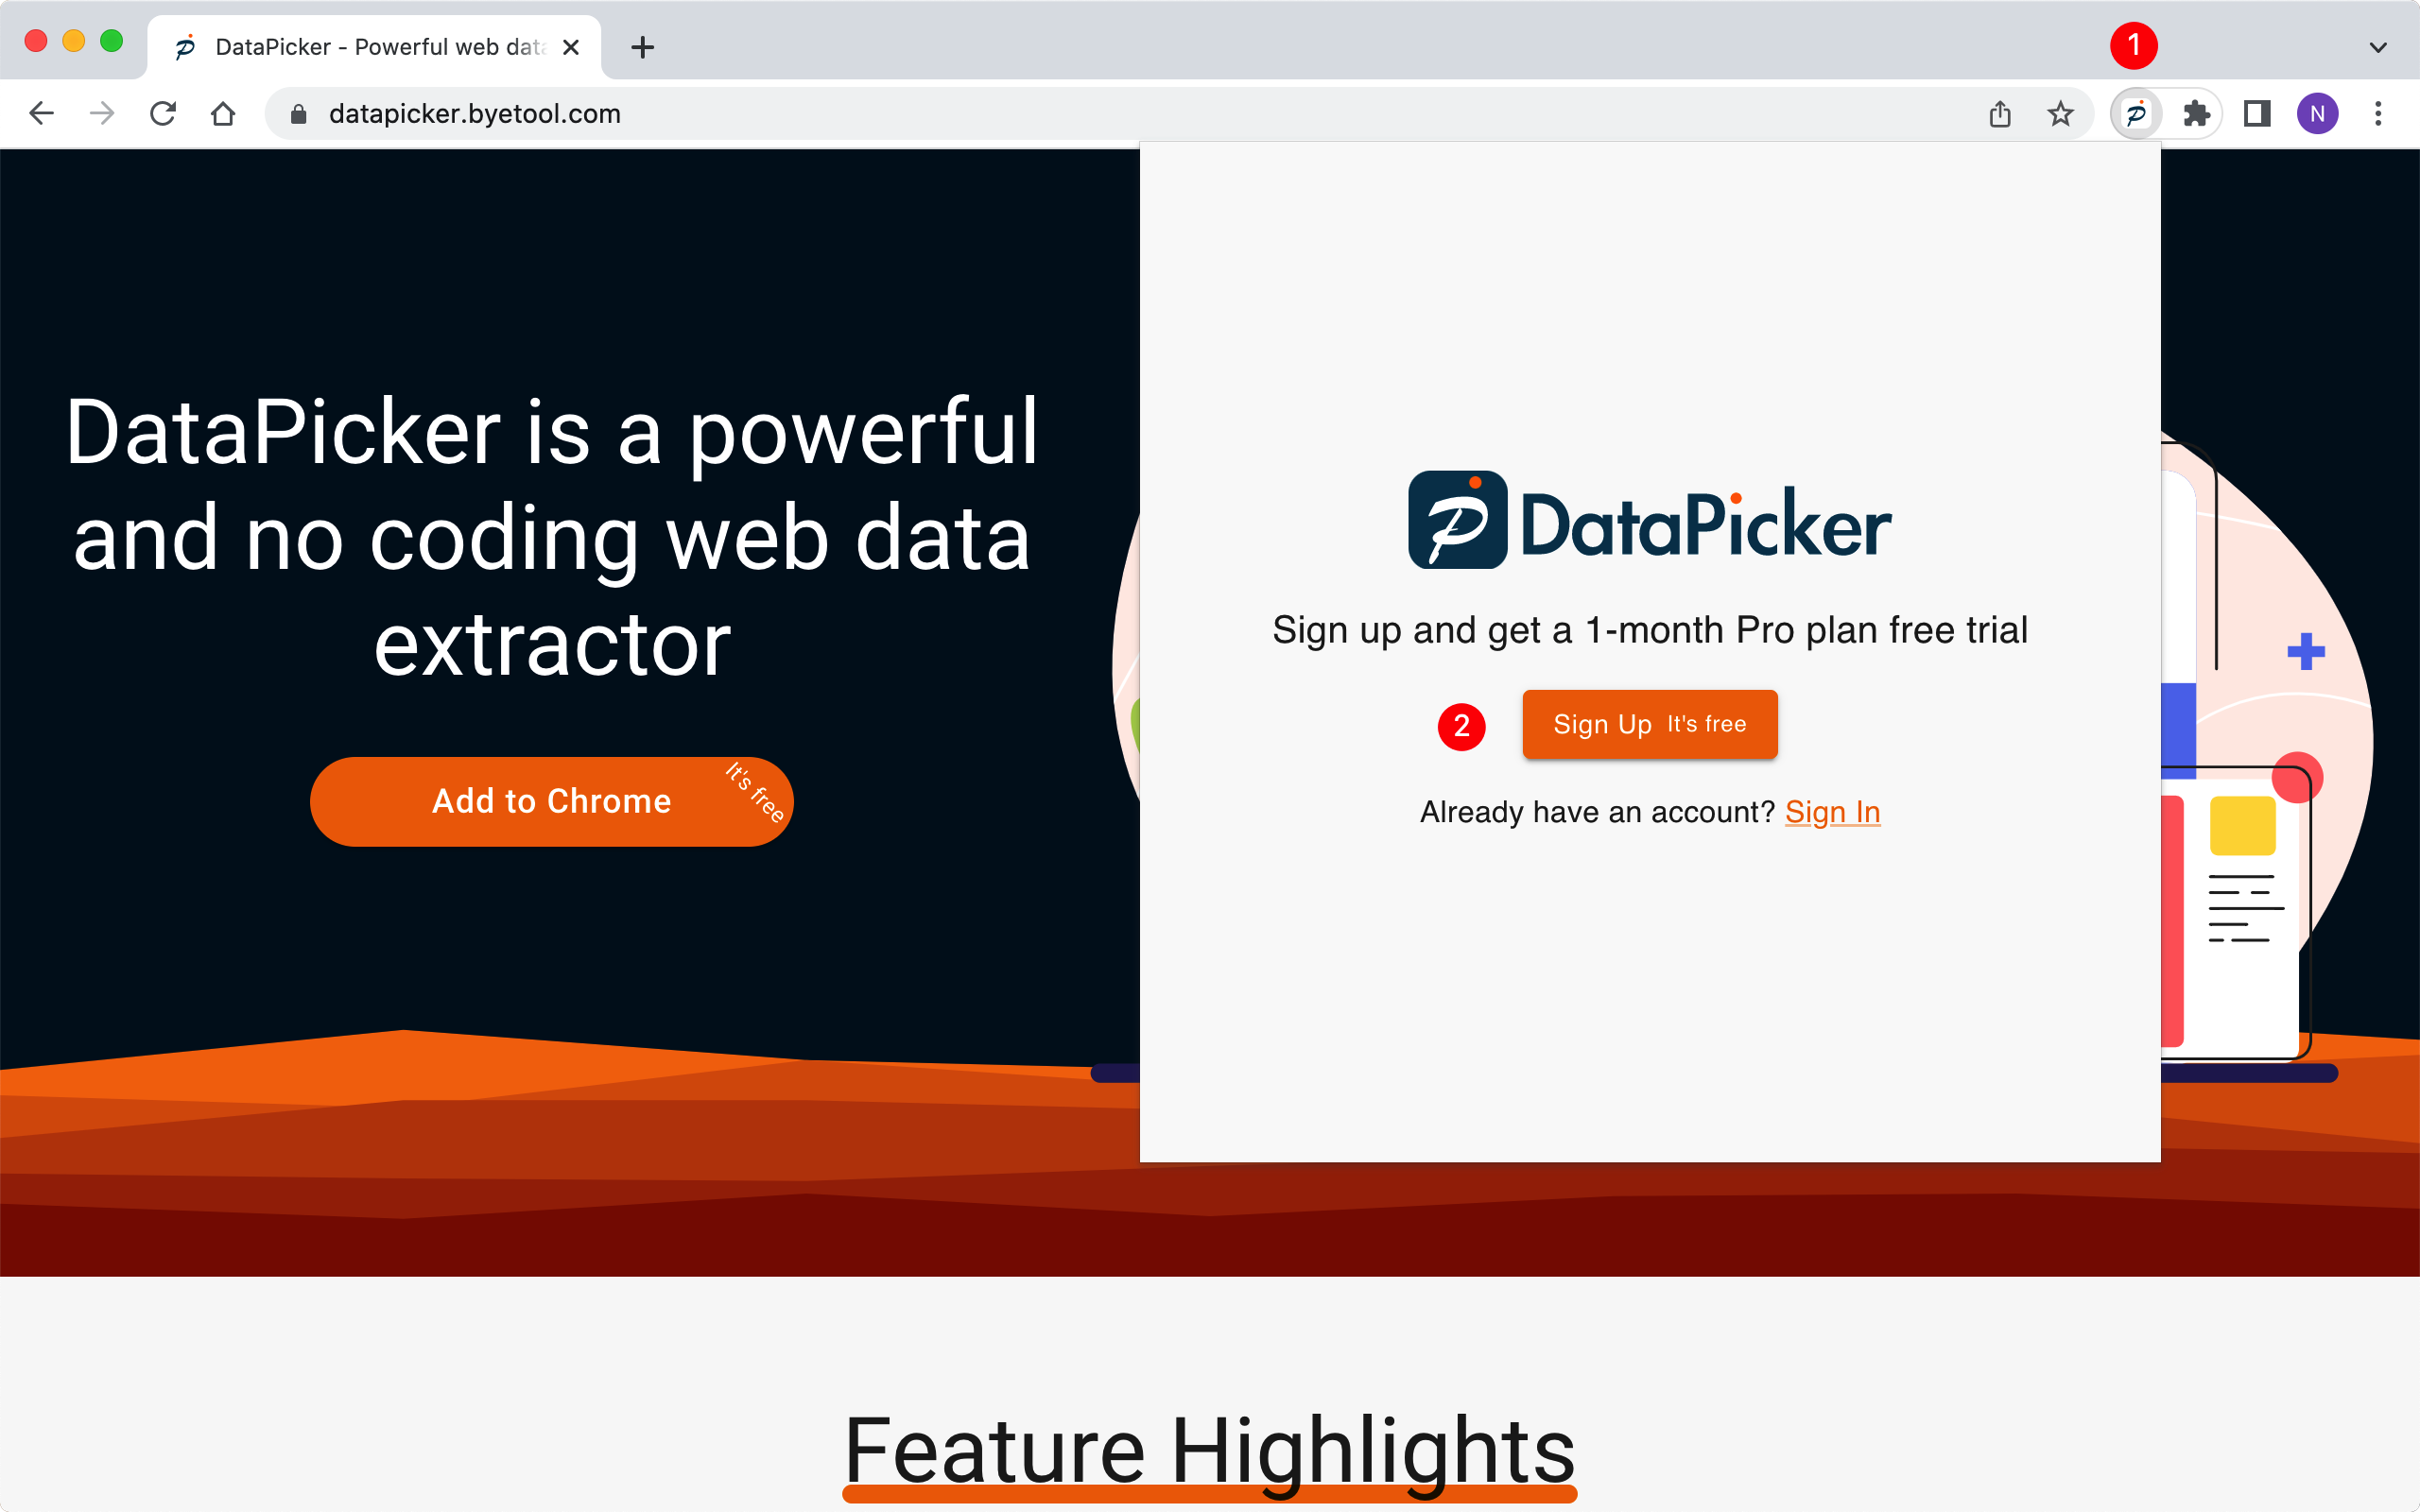 DataPicker - Powerful web data
1
datapicker.byetool.com
N
DataPicker is a powerful
and no coding web data
extractor
Add to Chrome
It's free
DataPicker
Sign up and get a 1-month Pro plan free trial
2
Sign Up It's free
Already have an account? Sign In
Feature Highlights